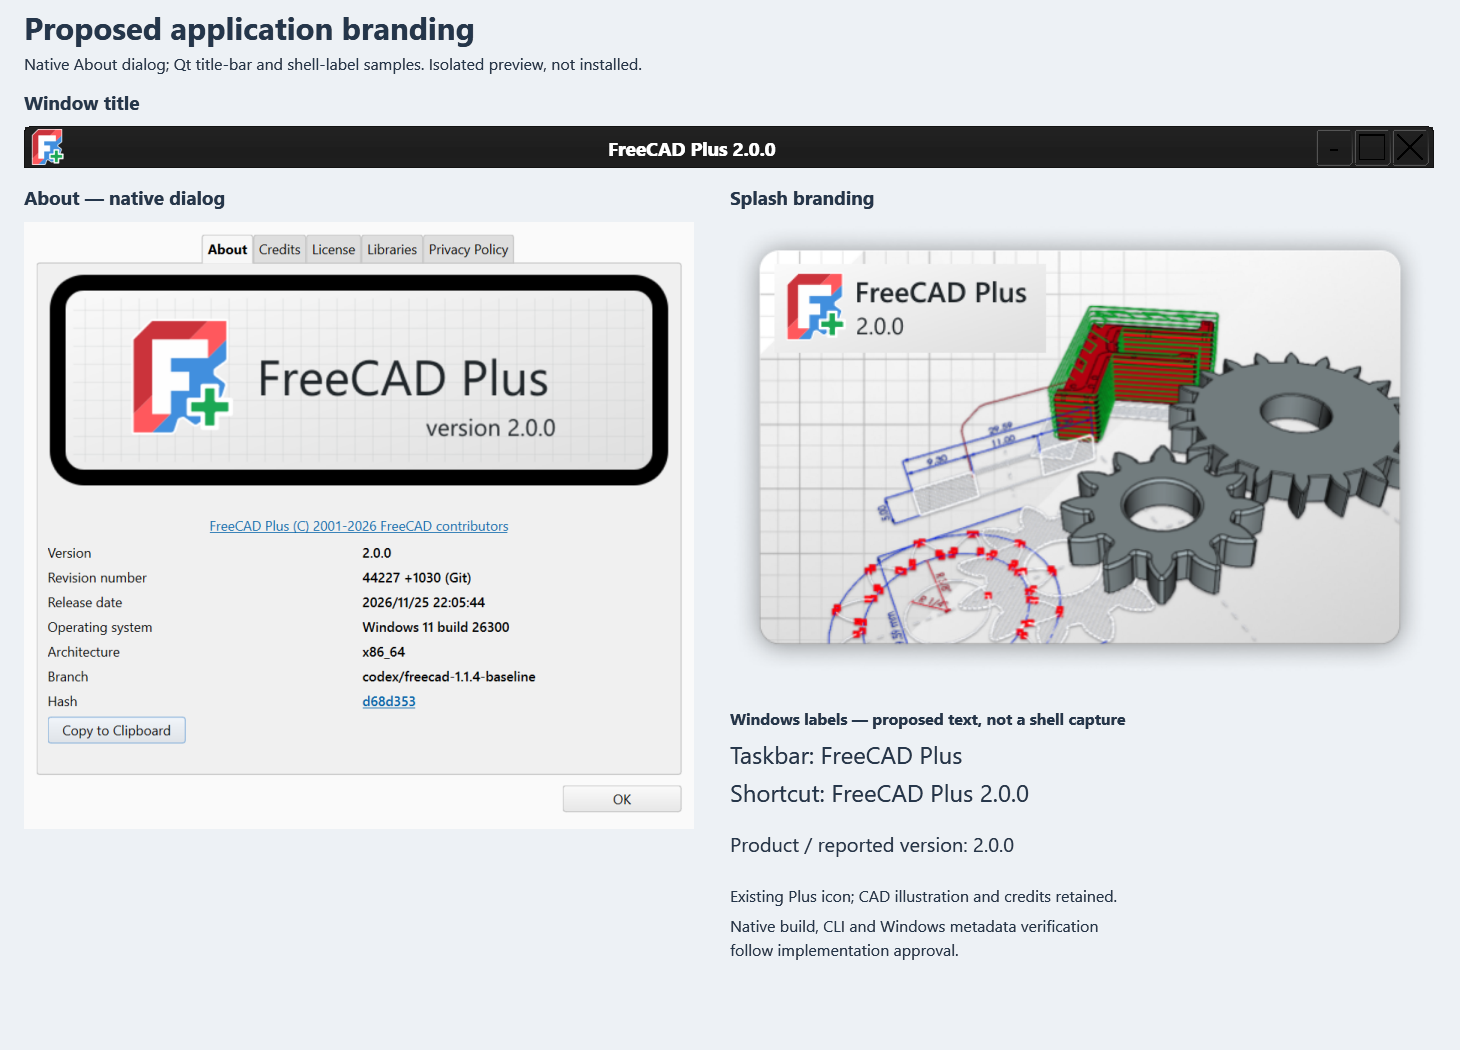 Proposed application branding
Native About dialog; Qt title-bar and shell-label samples. Isolated preview, not installed.
Window title
FreeCAD Plus 2.0.0
About — native dialog
About Credits License Libraries Privacy Policy
FreeCAD Plus
version 2.0.0
FreeCAD Plus (C) 2001-2026 FreeCAD contributors
Version 2.0.0
Revision number 44227 +1030 (Git)
Release date 2026/11/25 22:05:44
Operating system Windows 11 build 26300
Architecture x86_64
Branch codex/freecad-1.1.4-baseline
Hash d68d353
Copy to Clipboard
OK
Splash branding
FreeCAD Plus
2.0.0
11.00
9.30
Windows labels — proposed text, not a shell capture
Taskbar: FreeCAD Plus
Shortcut: FreeCAD Plus 2.0.0
Product / reported version: 2.0.0
Existing Plus icon; CAD illustration and credits retained.
Native build, CLI and Windows metadata verification
follow implementation approval.